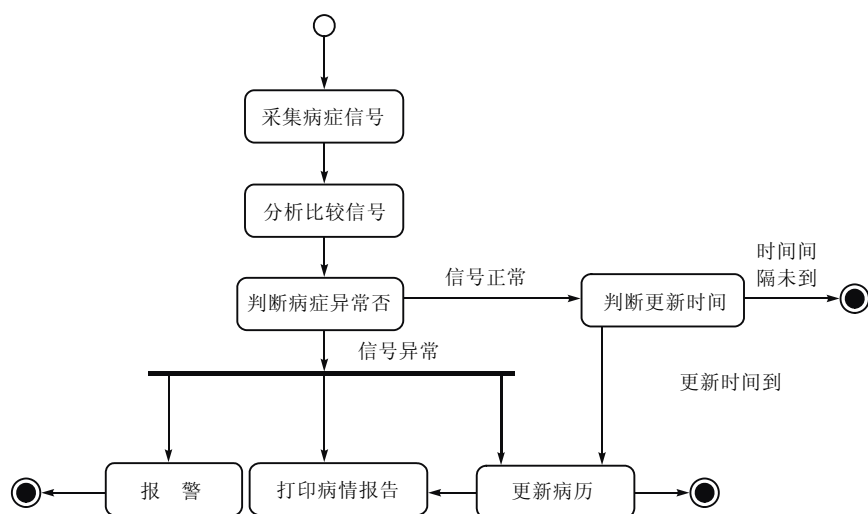 采集病症信号
分析比较信号
判断病症异常否
信号正常
判断更新时间
时间间
隔未到
信号异常
更新时间到
报 警
打印病情报告
更新病历